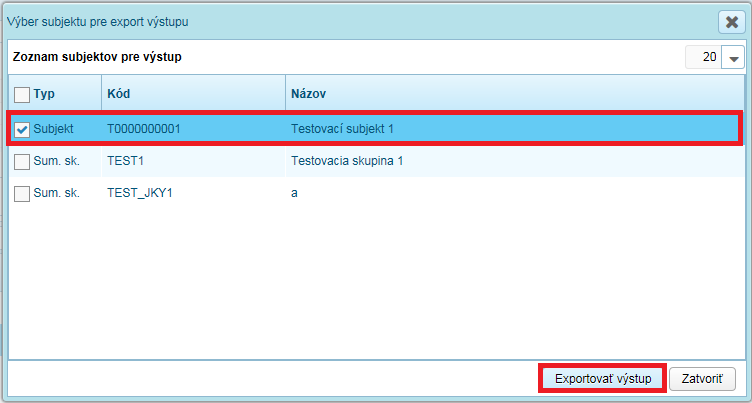 Výber subjektu pre export výstupu
Zoznam subjektov pre výstup 20
Typ Kód Názov
Subjekt T0000000001 Testovací subjekt 1
Sum. sk. TEST1 Testovacia skupina 1
Sum. sk. TEST_JKY1 a
Exportovať výstup Zatvoriť